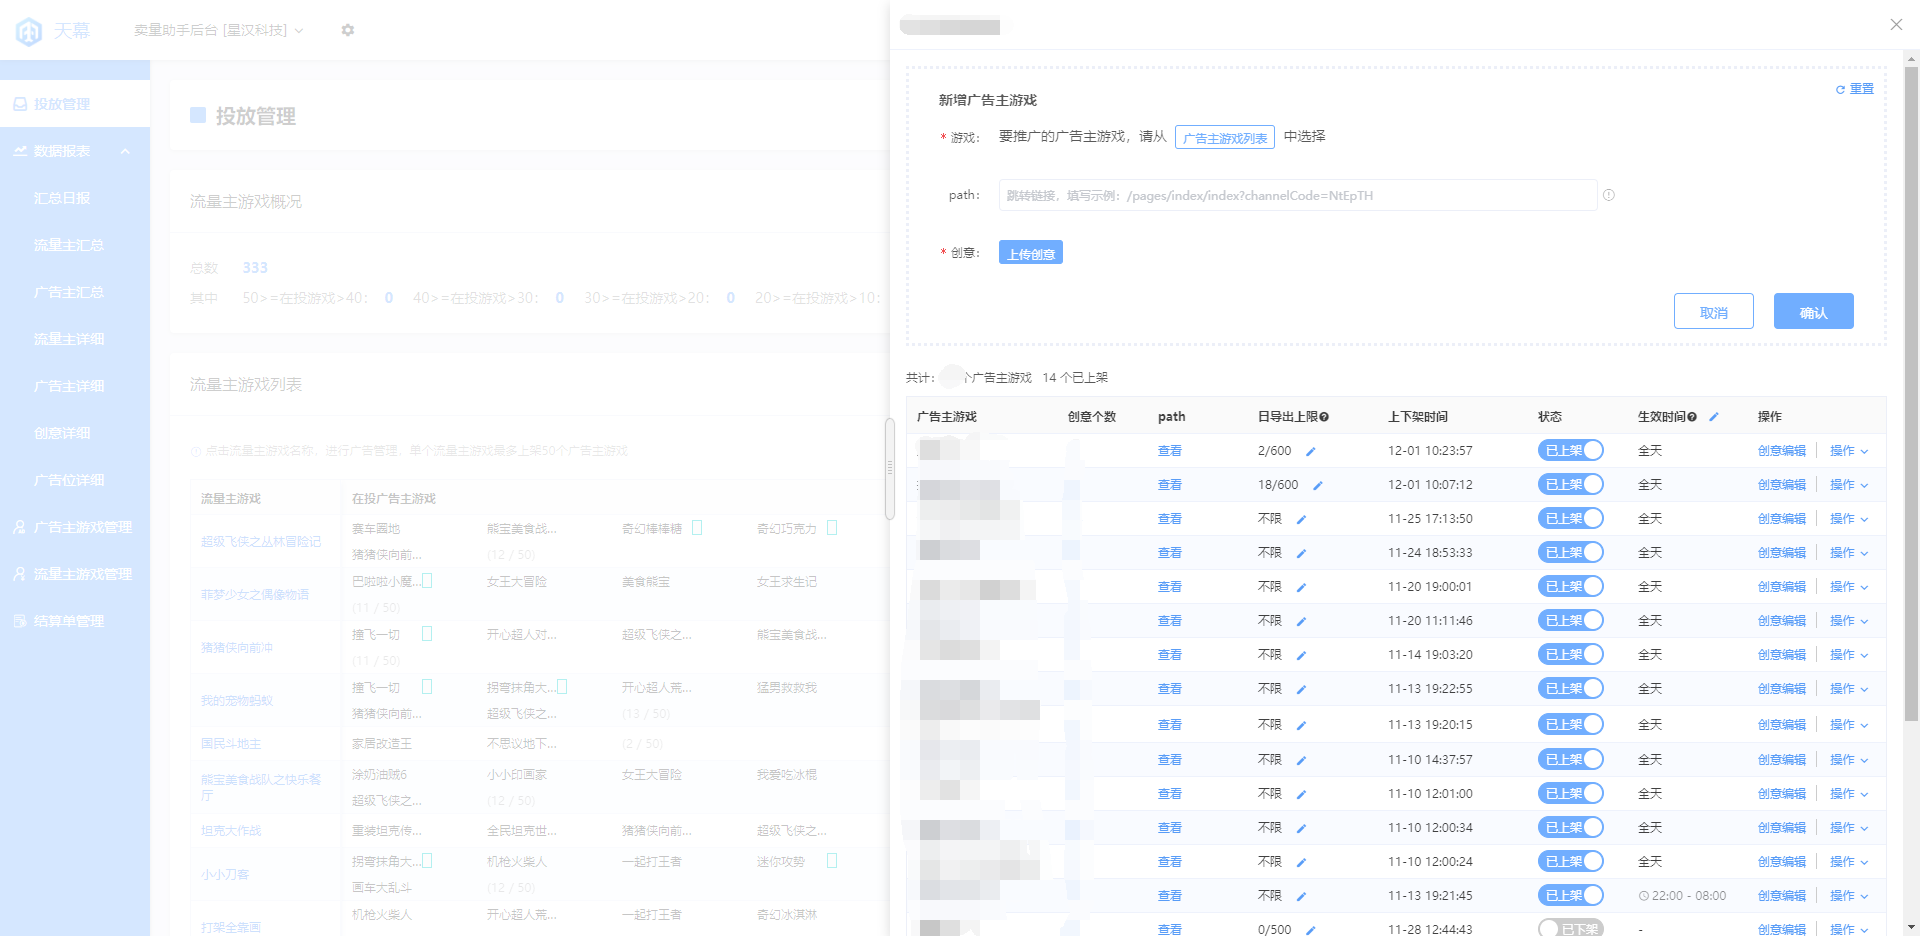 天幕
卖量助手后台 [星汉科技]
投放管理
数据报表
汇总日报
流量主汇总
广告主汇总
流量主详细
广告主详细
创意详细
广告位详细
广告主游戏管理
流量主游戏管理
结算单管理
投放管理
流量主游戏概况
总数 333
其中 50>=在投游戏>40： 0 40>=在投游戏>30： 0 30>=在投游戏>20： 0 20>=在投游戏>10：
流量主游戏列表
点击流量主游戏名称，进行广告管理，单个流量主游戏最多上架50个广告主游戏
流量主游戏 在投广告主游戏
超级飞侠之丛林冒险记 赛车圆地 熊宝美食战... 奇幻棒棒糖 奇幻巧克力
猪猪侠向前... (12 / 50)
菲梦少女之偶像物语 巴啦啦小魔... 女王大冒险 美食熊宝 女王求生记
(11 / 50)
猪猪侠向前冲 撞飞一切 开心超人对... 超级飞侠之... 熊宝美食战...
(11 / 50)
我的宠物蚂蚁 撞飞一切 拐弯抹角大... 开心超人荒... 猛男救救我
猪猪侠向前... 超级飞侠之... (13 / 50)
国民斗地主 家居改造王 不思议地下... (2 / 50)
熊宝美食战队之快乐餐厅 涂奶油贼6 小小印画家 女王大冒险 我爱吃冰棍
超级飞侠之... (12 / 50)
坦克大作战 重装坦克传... 全民坦克世... 猪猪侠向前... 超级飞侠之...
小小刀客 拐弯抹角大... 机枪火柴人 一起打王者 迷你攻势
画车大乱斗 (12 / 50)
打架全靠画 机枪火柴人 开心超人荒... 一起打王者 奇幻冰淇淋
重置
新增广告主游戏
* 游戏： 要推广的广告主游戏，请从 广告主游戏列表 中选择
path： 跳转链接，填写示例：/pages/index/index?channelCode=NtEpTH
* 创意： 上传创意
取消 确认
共计： 个广告主游戏 14 个已上架
广告主游戏 创意个数 path 日导出上限 上下架时间 状态 生效时间 操作
查看 2/600 12-01 10:23:57 已上架 全天 创意编辑 操作
查看 18/600 12-01 10:07:12 已上架 全天 创意编辑 操作
查看 不限 11-25 17:13:50 已上架 全天 创意编辑 操作
查看 不限 11-24 18:53:33 已上架 全天 创意编辑 操作
查看 不限 11-20 19:00:01 已上架 全天 创意编辑 操作
查看 不限 11-20 11:11:46 已上架 全天 创意编辑 操作
查看 不限 11-14 19:03:20 已上架 全天 创意编辑 操作
查看 不限 11-13 19:22:55 已上架 全天 创意编辑 操作
查看 不限 11-13 19:20:15 已上架 全天 创意编辑 操作
查看 不限 11-10 14:37:57 已上架 全天 创意编辑 操作
查看 不限 11-10 12:01:00 已上架 全天 创意编辑 操作
查看 不限 11-10 12:00:34 已上架 全天 创意编辑 操作
查看 不限 11-10 12:00:24 已上架 全天 创意编辑 操作
查看 不限 11-13 19:21:45 已上架 22:00 - 08:00 创意编辑 操作
查看 0/500 11-28 12:44:43 已下架 - 创意编辑 操作